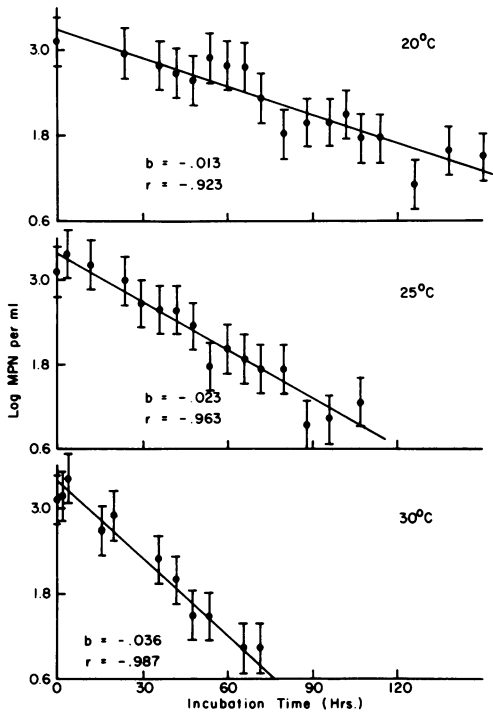 20°C
3.0
1.8
b = -.013
r = -.923
0.6
25°C
3.0
Log MPN per ml
1.8
b = -.023
r = -.963
0.6
30°C
3.0
1.8
b = -.036
r = -.987
0.6
0 30 60 90 120
Incubation Time (Hrs.)